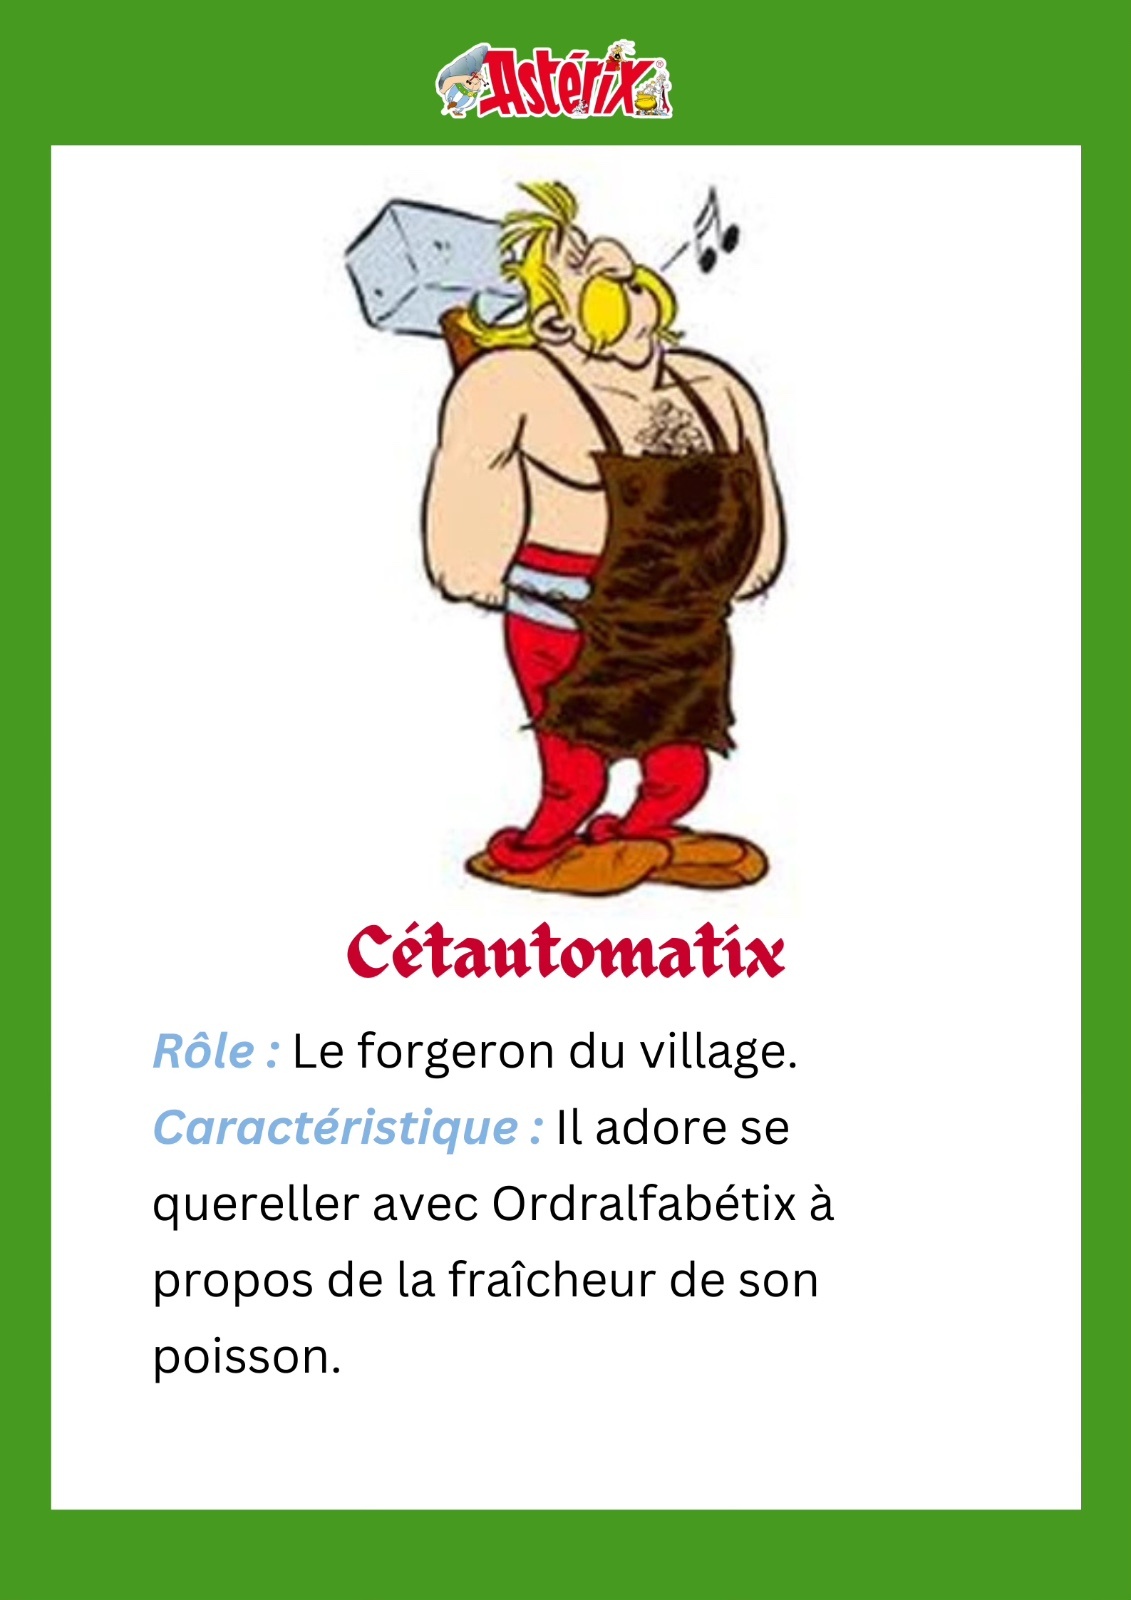 Astérix
Cétautomatix
Rôle : Le forgeron du village.
Caractéristique : Il adore se
quereller avec Ordralfabétix à
propos de la fraîcheur de son
poisson.